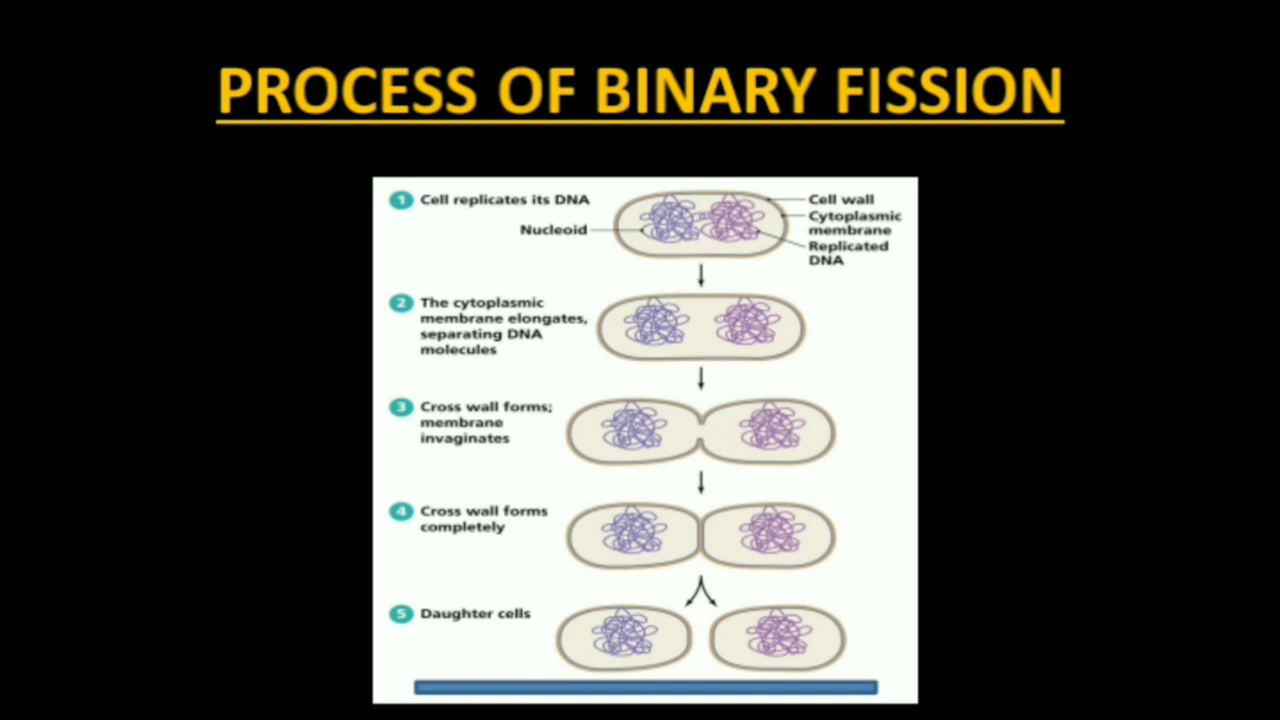 PROCESS OF BINARY FISSION
1 Cell replicates its DNA
Nucleoid
Cell wall
Cytoplasmic
membrane
Replicated
DNA
2 The cytoplasmic
membrane elongates,
separating DNA
molecules
3 Cross wall forms;
membrane
invaginates
4 Cross wall forms
completely
5 Daughter cells